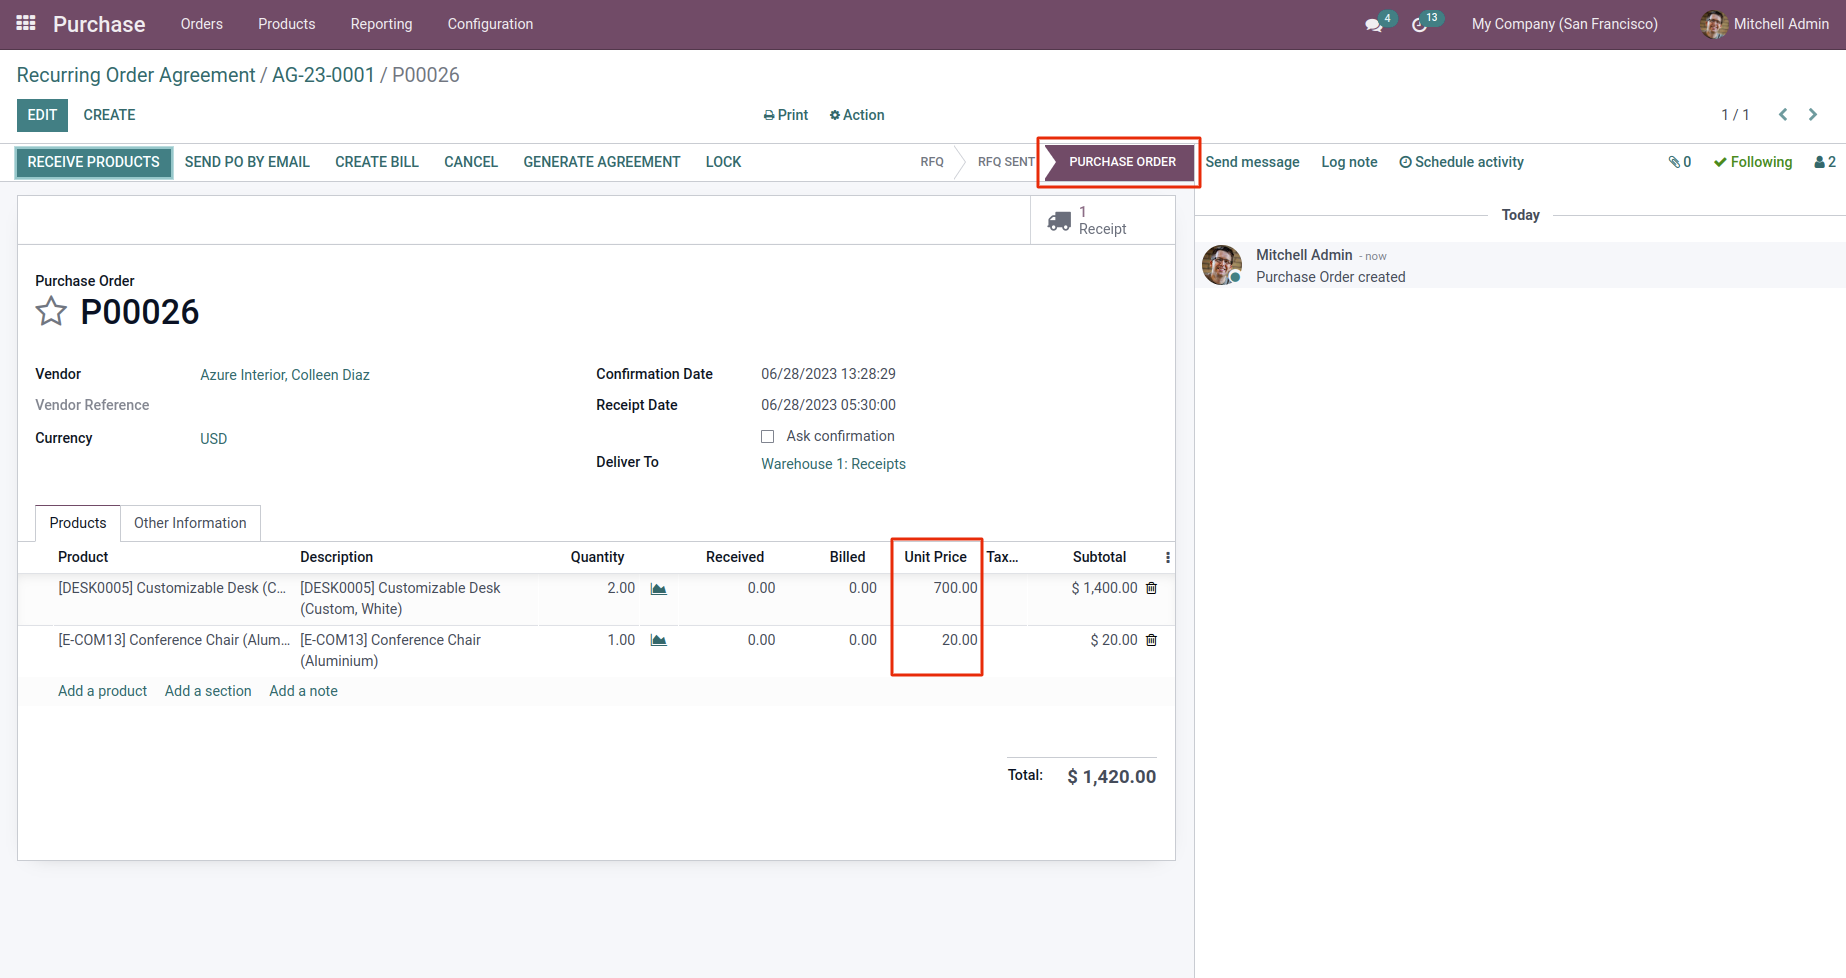 Purchase Orders Products Reporting Configuration 4 13 My Company (San Francisco) Mitchell Admin
Recurring Order Agreement / AG-23-0001 / P00026
EDIT CREATE Print Action 1 / 1
RECEIVE PRODUCTS SEND PO BY EMAIL CREATE BILL CANCEL GENERATE AGREEMENT LOCK RFQ RFQ SENT PURCHASE ORDER Send message Log note Schedule activity 0 Following 2
1
Receipt
Today
Mitchell Admin - now
Purchase Order created
Purchase Order
P00026
Vendor Azure Interior, Colleen Diaz Confirmation Date 06/28/2023 13:28:29
Vendor Reference Receipt Date 06/28/2023 05:30:00
Currency USD Ask confirmation
Deliver To Warehouse 1: Receipts
Products Other Information
Product Description Quantity Received Billed Unit Price Tax... Subtotal
[DESK0005] Customizable Desk (C... [DESK0005] Customizable Desk 2.00 0.00 0.00 700.00 $ 1,400.00
(Custom, White)
[E-COM13] Conference Chair (Alum... [E-COM13] Conference Chair 1.00 0.00 0.00 20.00 $ 20.00
(Aluminium)
Add a product Add a section Add a note
Total: $ 1,420.00